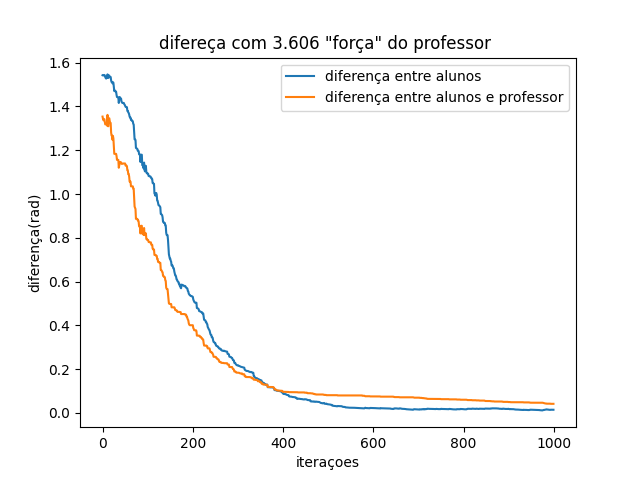 difereça com 3.606 "força" do professor
diferença entre alunos
diferença entre alunos e professor
diferença(rad)
1.6
1.4
1.2
1.0
0.8
0.6
0.4
0.2
0.0
0 200 400 600 800 1000
iteraçoes